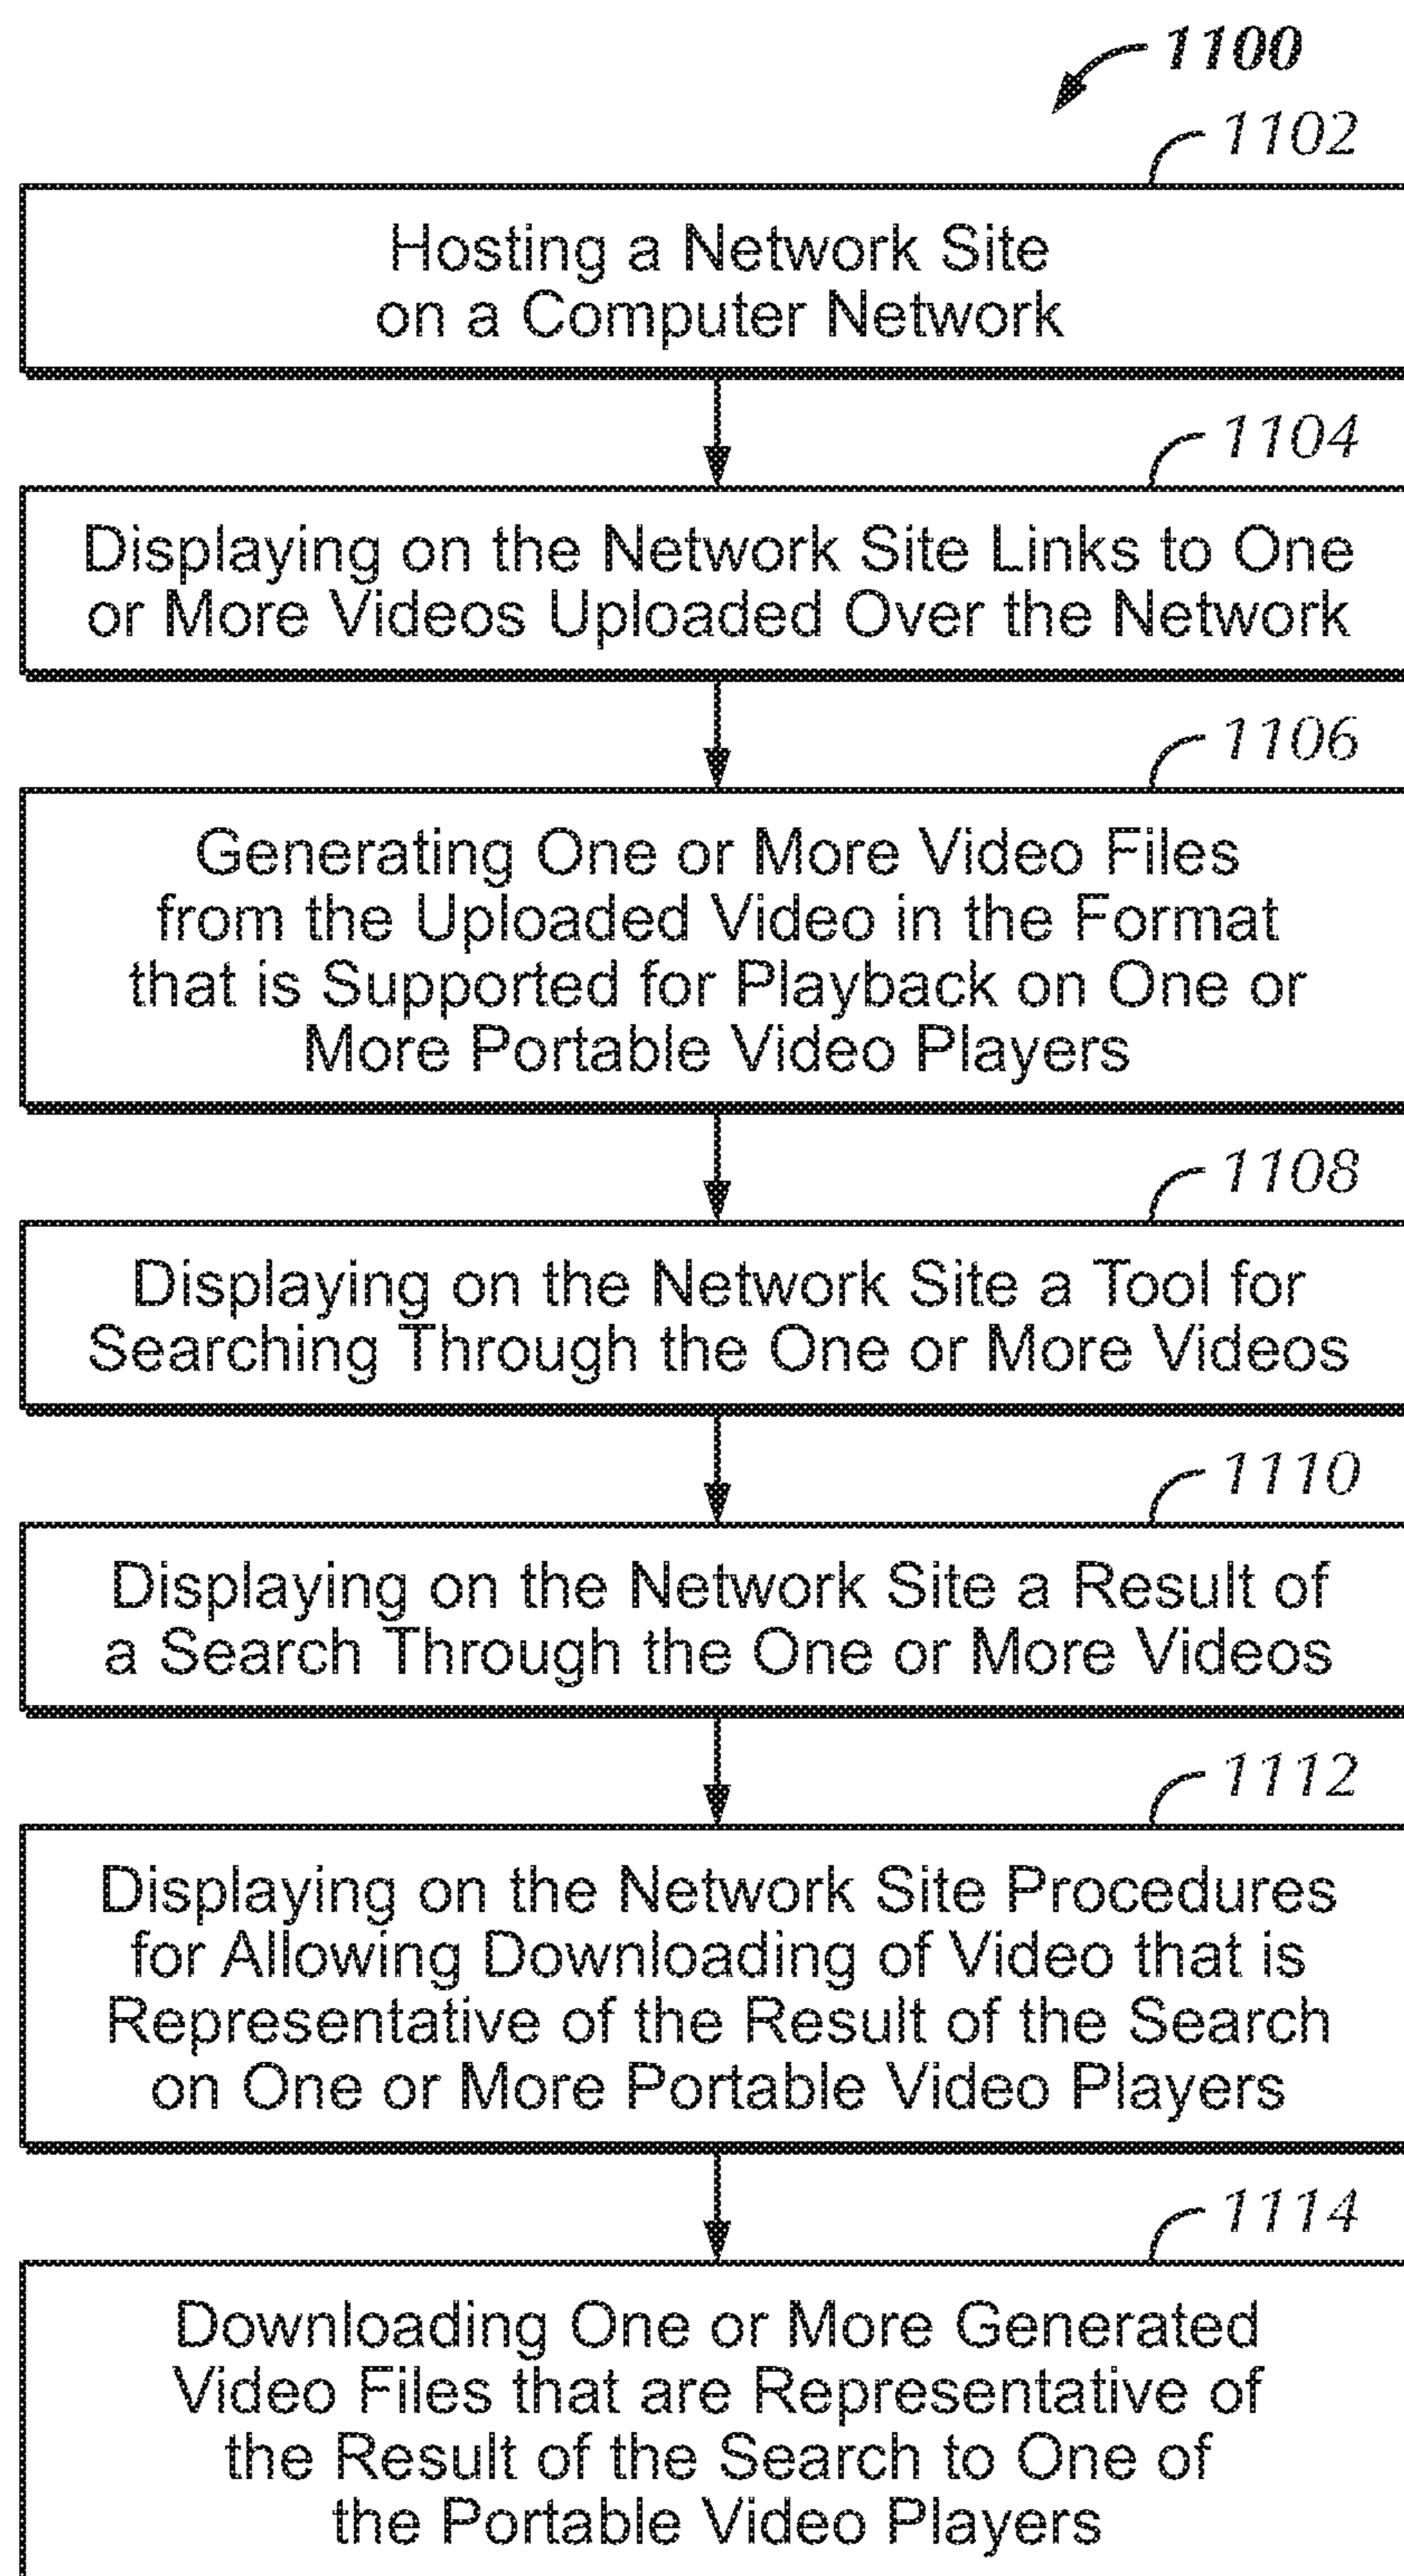 1100
1102
Hosting a Network Site
on a Computer Network
1104
Displaying on the Network Site Links to One
or More Videos Uploaded Over the Network
1106
Generating One or More Video Files
from the Uploaded Video in the Format
that is Supported for Playback on One or
More Portable Video Players
1108
Displaying on the Network Site a Tool for
Searching Through the One or More Videos
1110
Displaying on the Network Site a Result of
a Search Through the One or More Videos
1112
Displaying on the Network Site Procedures
for Allowing Downloading of Video that is
Representative of the Result of the Search
on One or More Portable Video Players
1114
Downloading One or More Generated
Video Files that are Representative of
the Result of the Search to One of
the Portable Video Players